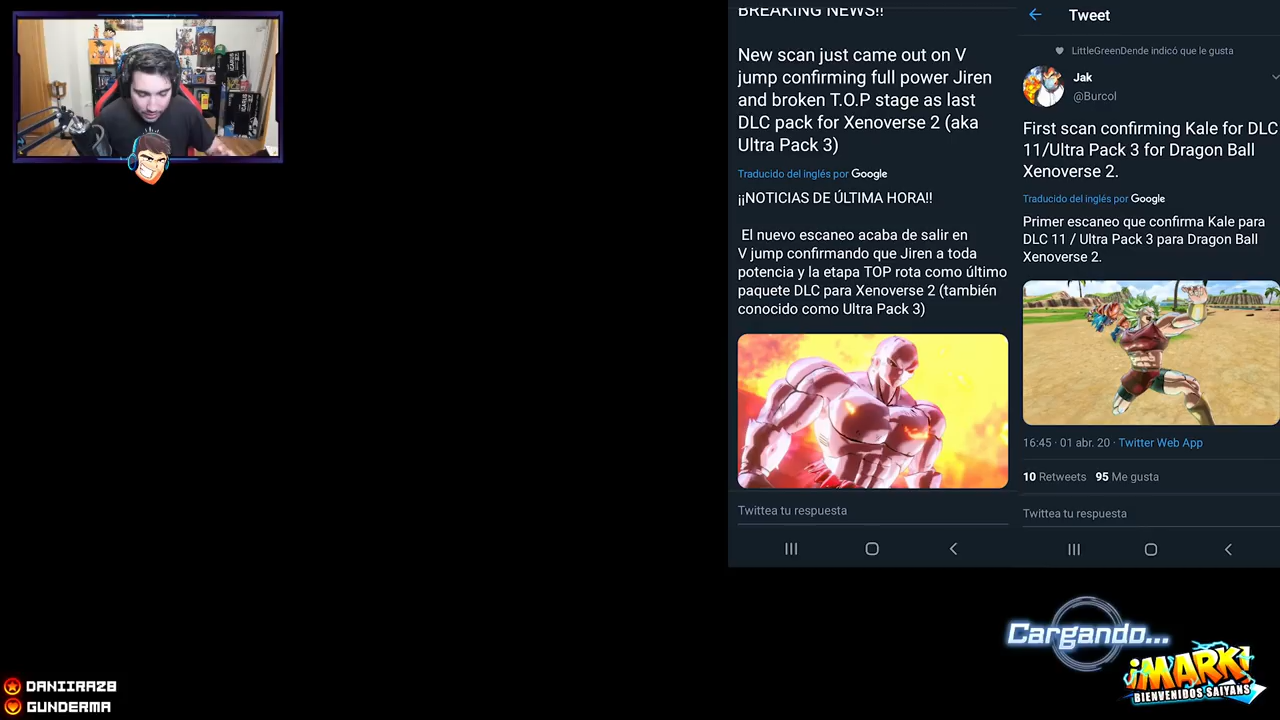 BREAKING NEWS!!
New scan just came out on V
jump confirming full power Jiren
and broken T.O.P stage as last
DLC pack for Xenoverse 2 (aka
Ultra Pack 3)
Traducido del inglés por Google
¡¡NOTICIAS DE ÚLTIMA HORA!!
El nuevo escaneo acaba de salir en
V jump confirmando que Jiren a toda
potencia y la etapa TOP rota como último
paquete DLC para Xenoverse 2 (también
conocido como Ultra Pack 3)
Twittea tu respuesta
Tweet
LittleGreenDende indicó que le gusta
Jak
@Burcol
First scan confirming Kale for DLC
11/Ultra Pack 3 for Dragon Ball
Xenoverse 2.
Traducido del inglés por Google
Primer escaneo que confirma Kale para
DLC 11 / Ultra Pack 3 para Dragon Ball
Xenoverse 2.
16:45 · 01 abr. 20 · Twitter Web App
10 Retweets 95 Me gusta
Twittea tu respuesta
Cargando...
¡MARK!
BIENVENIDOS SAIYANS
DANIIRAZ8
GUNDERMA